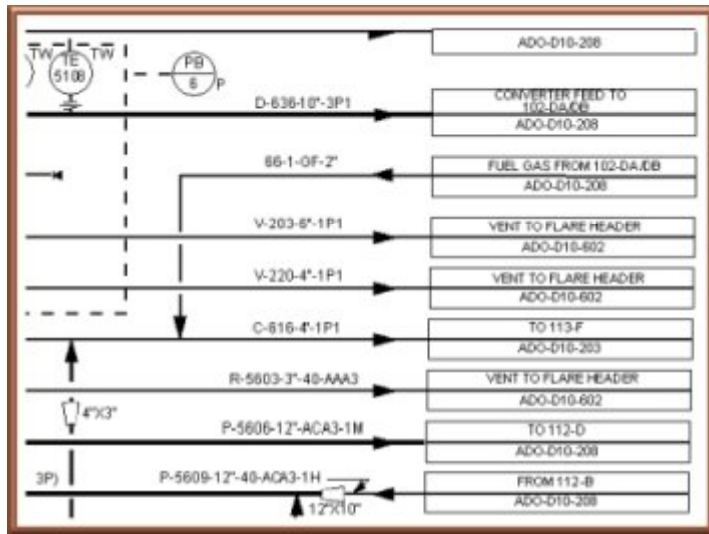 ADO-D10-208
TW TE TW
5108
PB
6 P
D-636-10"-3P1
CONVERTER FEED TO
102-DA/DB
ADO-D10-208
66-1-OF-2"
FUEL GAS FROM 102-DA/DB
ADO-D10-208
V-203-6"-1P1
VENT TO FLARE HEADER
ADO-D10-602
V-220-4"-1P1
VENT TO FLARE HEADER
ADO-D10-602
C-616-4"-1P1
TO 113-F
ADO-D10-203
R-5603-3"-40-AAA3
VENT TO FLARE HEADER
ADO-D10-602
4"X3"
P-5606-12"-ACA3-1M
TO 112-D
ADO-D10-208
3P)
P-5609-12"-40-ACA3-1H
12"X10"
FROM 112-B
ADO-D10-208